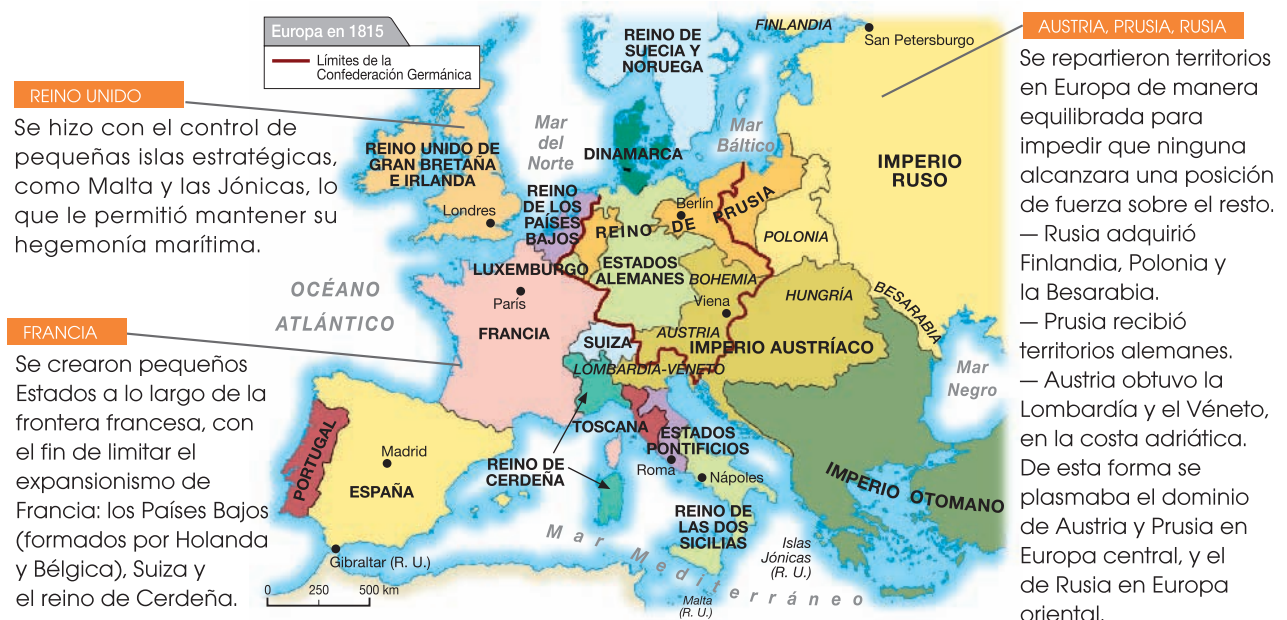 Europa en 1815
Límites de la
Confederación Germánica
REINO UNIDO
Se hizo con el control de
pequeñas islas estratégicas,
como Malta y las Jónicas, lo
que le permitió mantener su
hegemonía marítima.
FRANCIA
Se crearon pequeños
Estados a lo largo de la
frontera francesa, con
el fin de limitar el
expansionismo de
Francia: los Países Bajos
(formados por Holanda
y Bélgica), Suiza y
el reino de Cerdeña.
FINLANDIA
San Petersburgo
REINO DE
SUECIA Y
NORUEGA
Mar
del
Norte
Mar
Báltico
DINAMARCA
REINO UNIDO DE
GRAN BRETAÑA
E IRLANDA
Londres
REINO
DE LOS
PAÍSES
BAJOS
Berlín
REINO DE PRUSIA
IMPERIO
RUSO
POLONIA
LUXEMBURGO
ESTADOS
ALEMANES
BOHEMIA
HUNGRÍA
BESARABIA
OCÉANO
ATLÁNTICO
París
FRANCIA
Viena
AUSTRIA
IMPERIO AUSTRÍACO
SUIZA
LOMBARDÍA-VENETO
Mar
Negro
TOSCANA
ESTADOS
PONTIFICIOS
Roma
Nápoles
PORTUGAL
Madrid
ESPAÑA
REINO DE
CERDEÑA
IMPERIO OTOMANO
REINO DE
LAS DOS
SICILIAS
Islas
Jónicas
(R. U.)
Mar Mediterráneo
Malta
(R. U.)
Gibraltar (R. U.)
0 250 500 km
AUSTRIA, PRUSIA, RUSIA
Se repartieron territorios
en Europa de manera
equilibrada para
impedir que ninguna
alcanzara una posición
de fuerza sobre el resto.
— Rusia adquirió
Finlandia, Polonia y
la Besarabia.
— Prusia recibió
territorios alemanes.
— Austria obtuvo la
Lombardía y el Véneto,
en la costa adriática.
De esta forma se
plasmaba el dominio
de Austria y Prusia en
Europa central, y el
de Rusia en Europa
oriental.